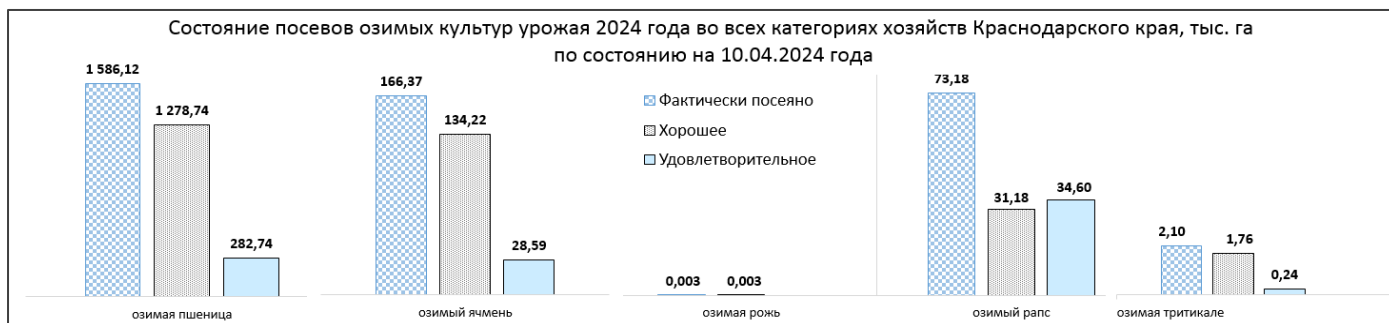 Состояние посевов озимых культур урожая 2024 года во всех категориях хозяйств Краснодарского края, тыс. га
по состоянию на 10.04.2024 года
1 586,12
1 278,74
282,74
166,37
134,22
28,59
Фактически посеяно
Хорошее
Удовлетворительное
0,003
0,003
73,18
31,18
34,60
2,10
1,76
0,24
озимая пшеница
озимый ячмень
озимая рожь
озимый рапс
озимая тритикале